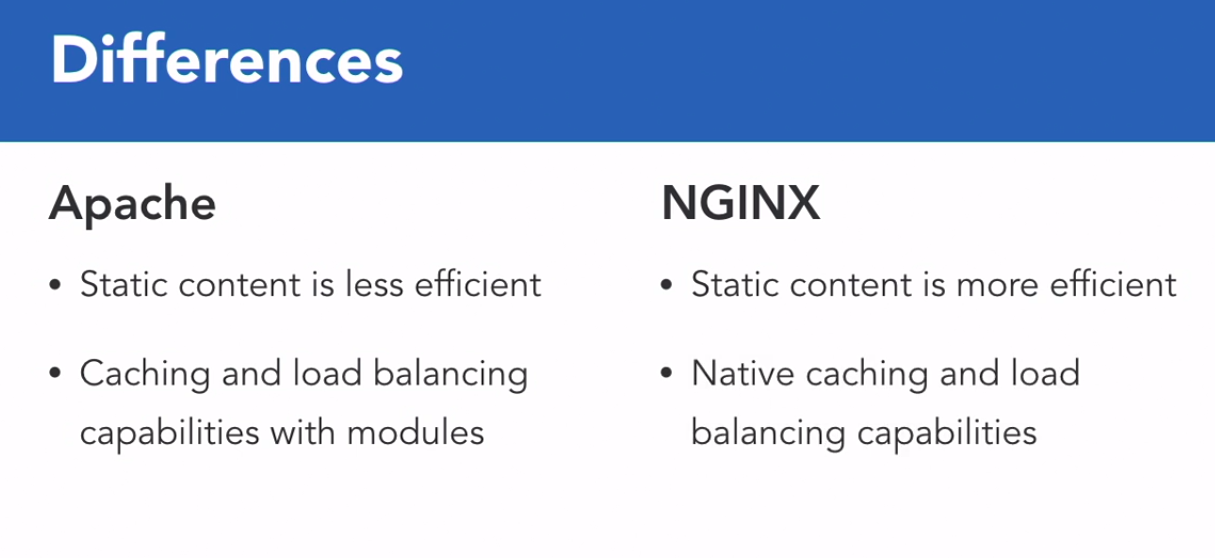 Differences
Apache
• Static content is less efficient
• Caching and load balancing
capabilities with modules
NGINX
• Static content is more efficient
• Native caching and load
balancing capabilities